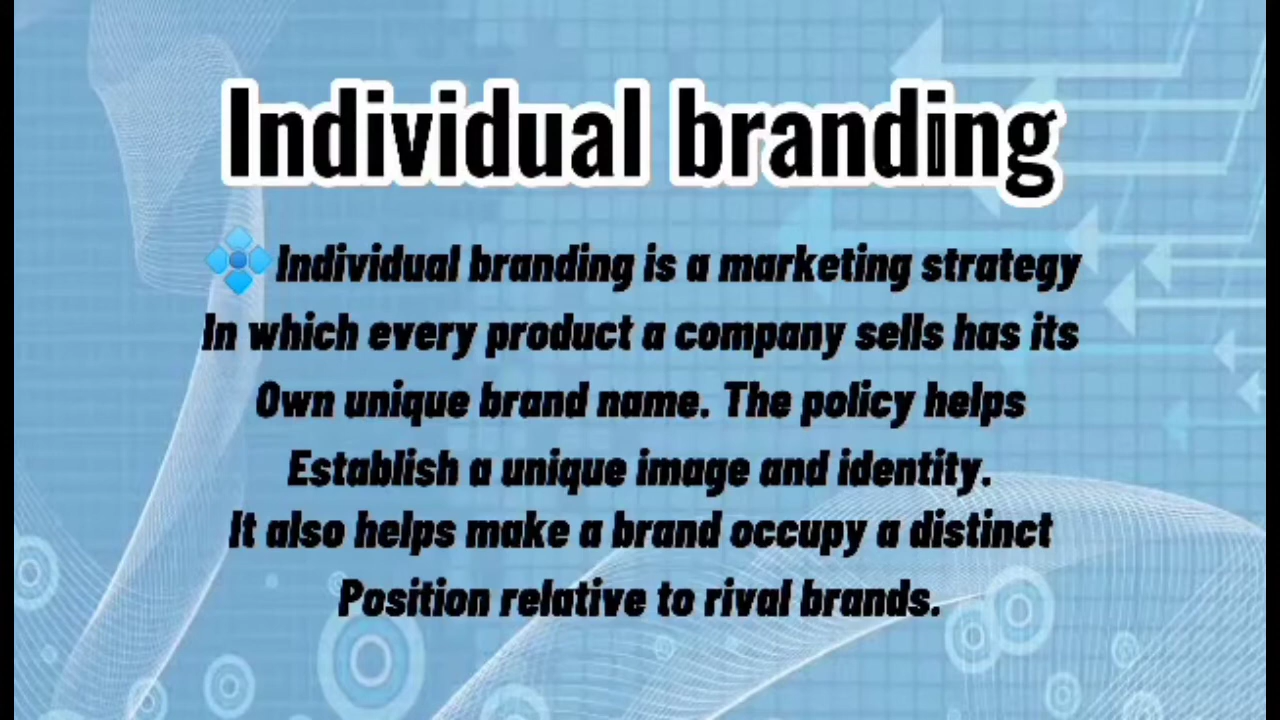 Individual branding
Individual branding is a marketing strategy
In which every product a company sells has its
Own unique brand name. The policy helps
Establish a unique image and identity.
It also helps make a brand occupy a distinct
Position relative to rival brands.